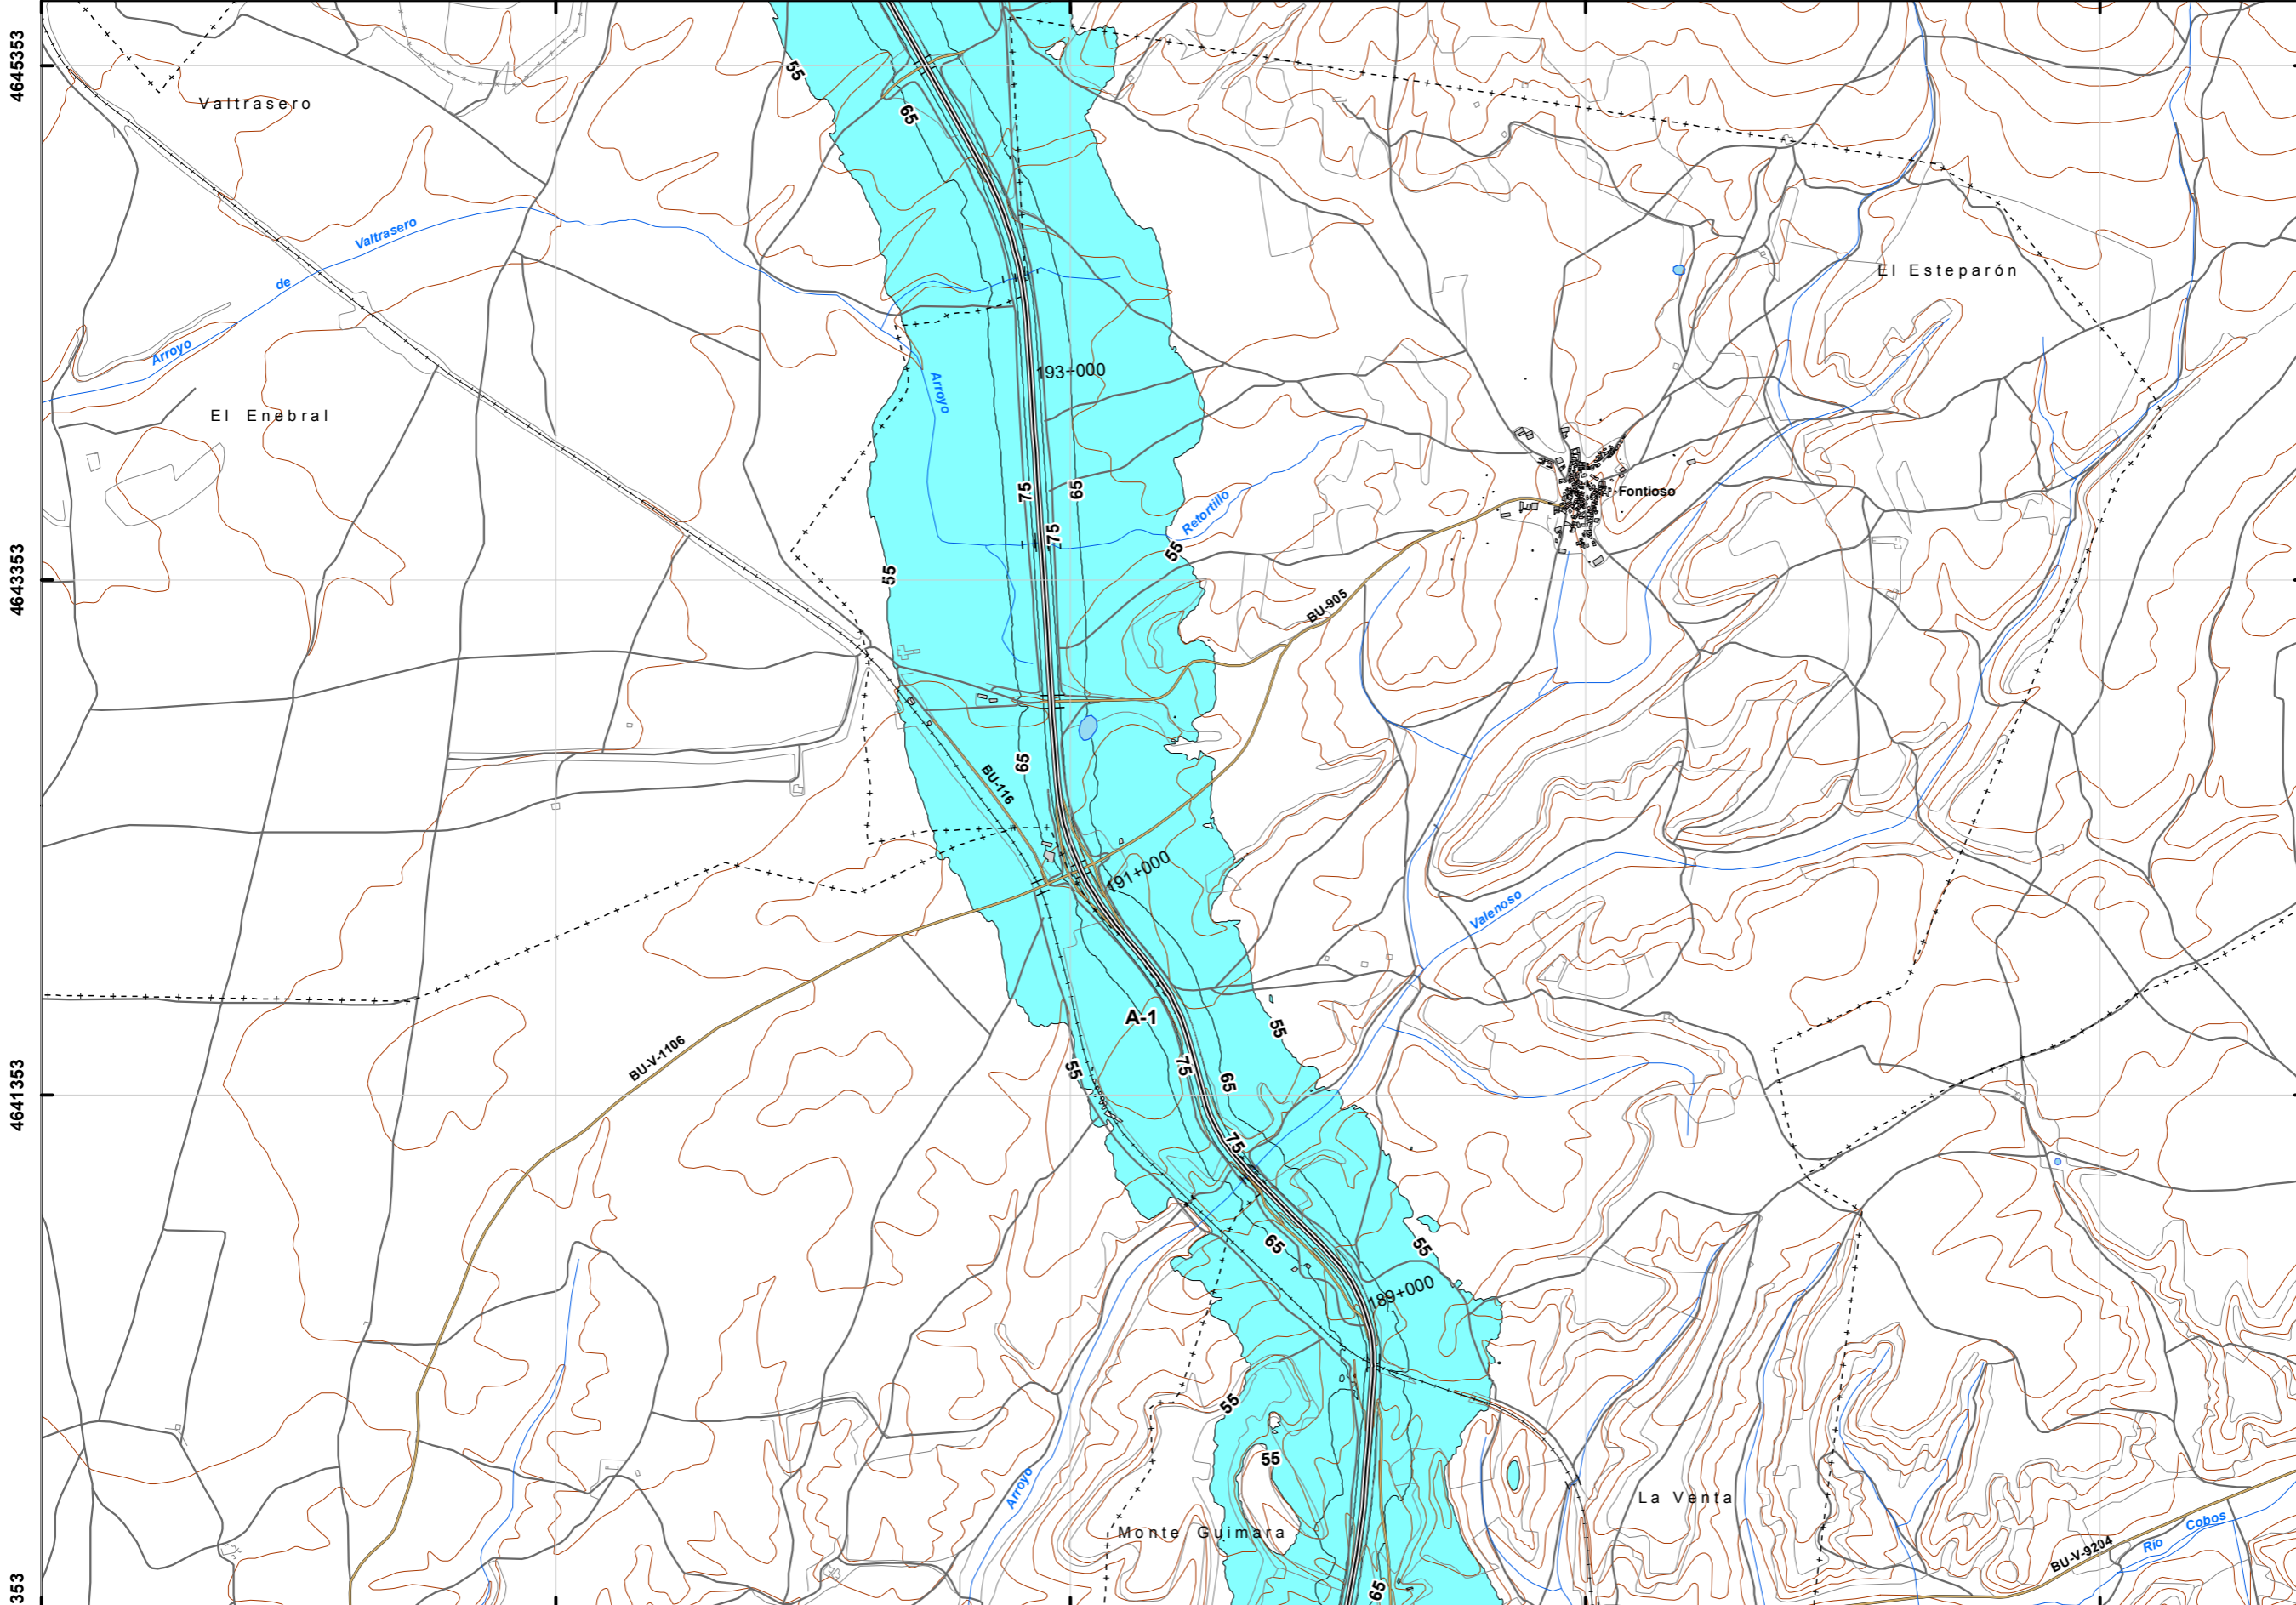 4645353
Valtrasero
55
65
Valtrasero
de
Arroyo
El Esteparón
El Enebral
Arroyo
193+000
75
65
75
Retortillo
55
55
Fontioso
4643353
BU-905
65
BU-116
191+000
Valenoso
A-1
55
BU-V-1106
55
75
65
4641353
75
65
55
189+000
55
55
Arroyo
La Venta
Monte Guimara
Cobos
Río
BU-V-9204
65
353